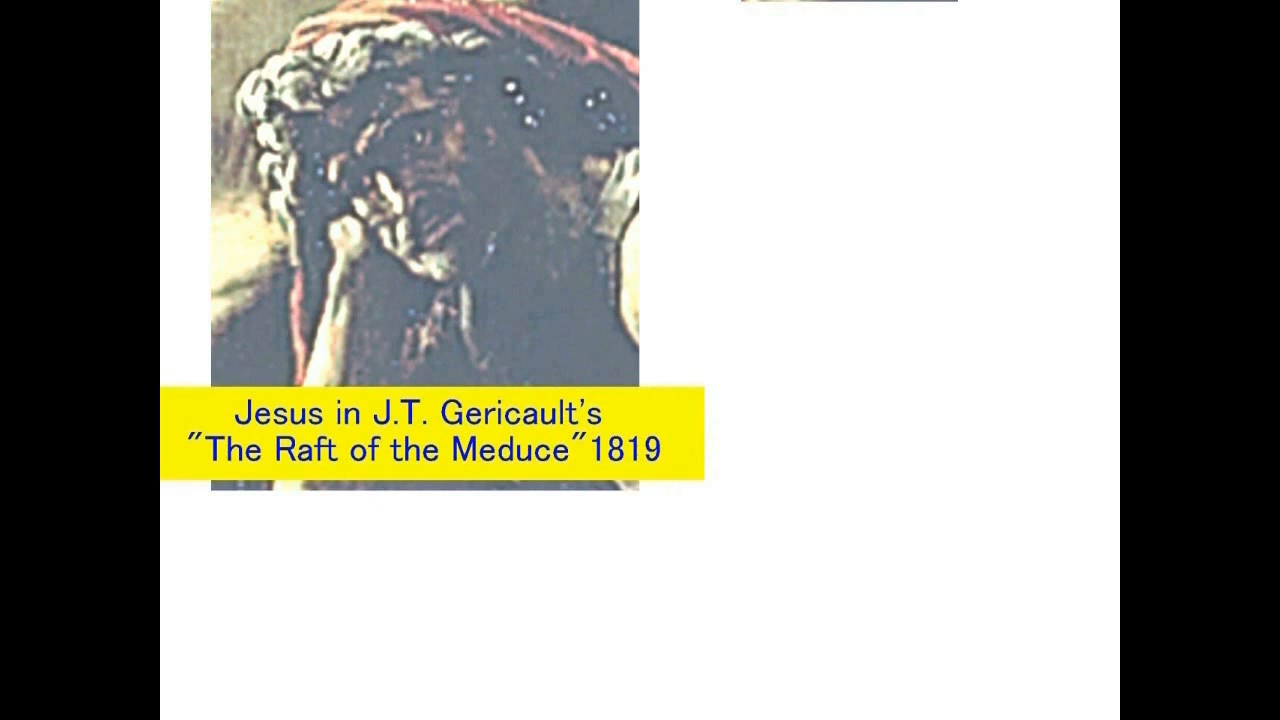 Jesus in J.T. Gericault's
"The Raft of the Meduce"1819